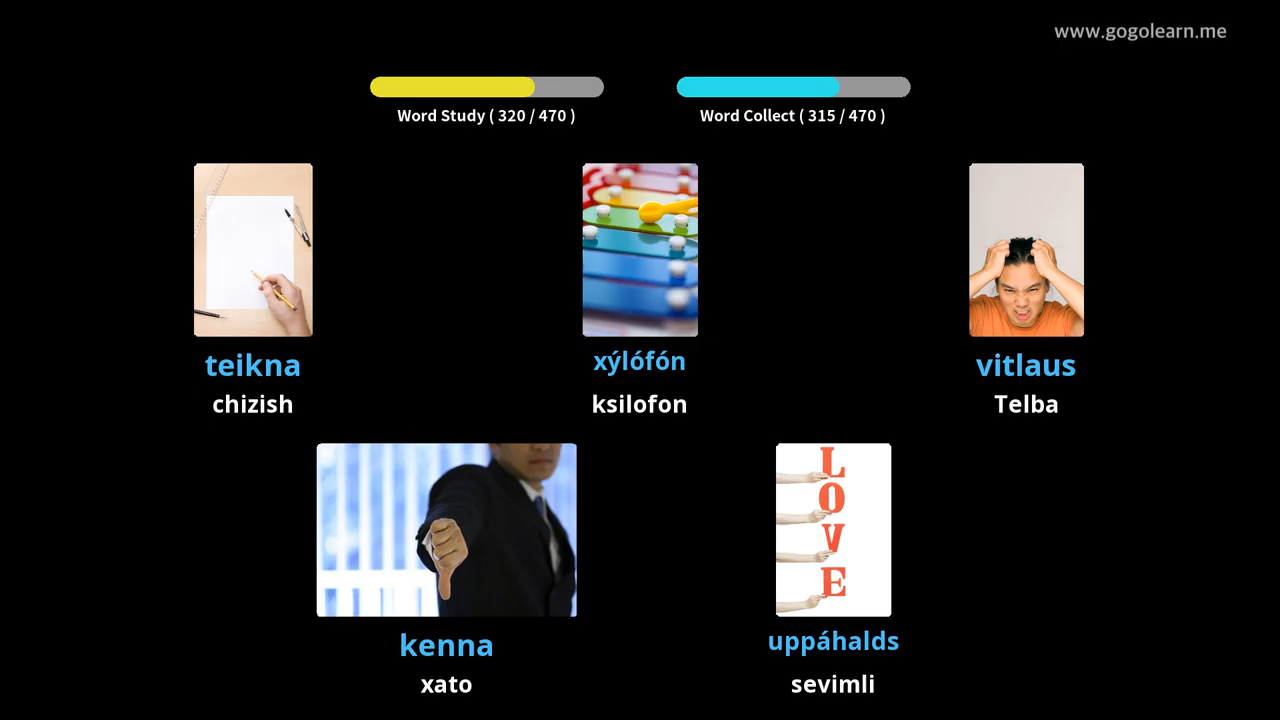 www.gogolearn.me
Word Study ( 320 / 470 )
Word Collect ( 315 / 470 )
teikna
chizish
xýlófón
ksilofon
vitlaus
Telba
L
O
V
E
kenna
xato
uppáhalds
sevimli